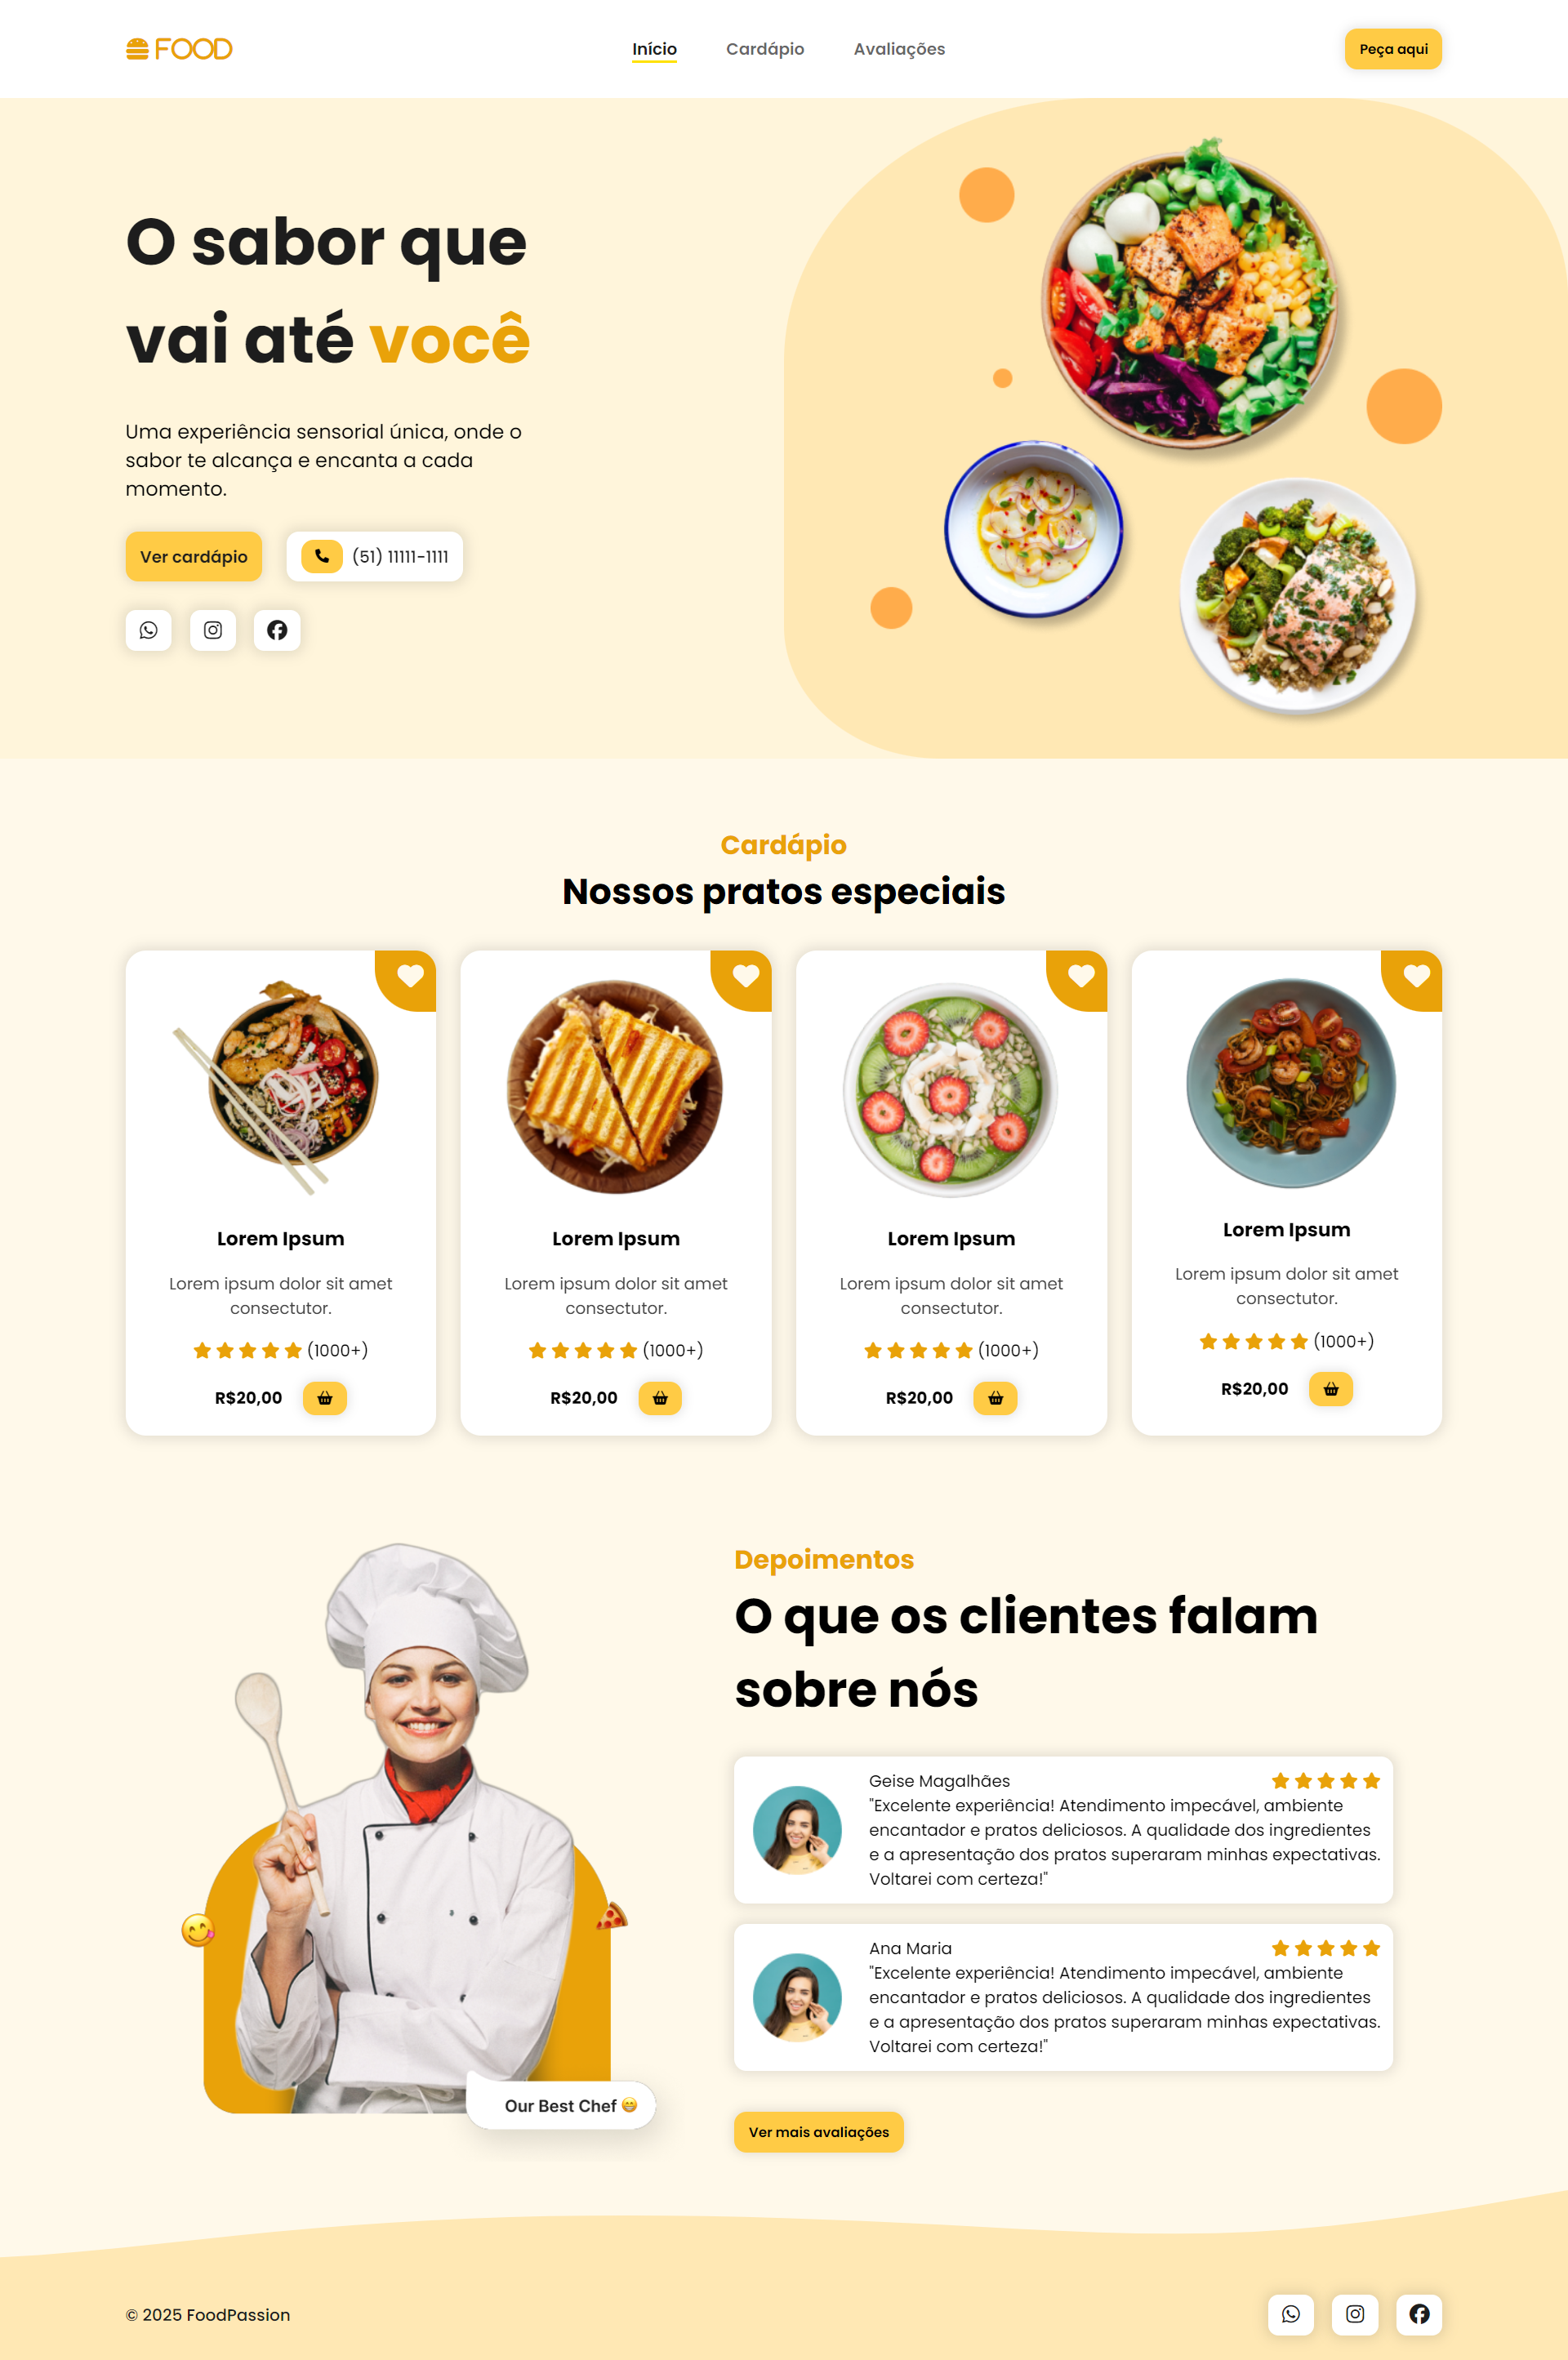 FOOD
Início
Cardápio
Avaliações
Peça aqui
O sabor que
vai até você
Uma experiência sensorial única, onde o
sabor te alcança e encanta a cada
momento.
Ver cardápio
(51) 11111-1111
Cardápio
Nossos pratos especiais
Lorem Ipsum
Lorem ipsum dolor sit amet
consectutor.
(1000+)
R$20,00
Lorem Ipsum
Lorem ipsum dolor sit amet
consectutor.
(1000+)
R$20,00
Lorem Ipsum
Lorem ipsum dolor sit amet
consectutor.
(1000+)
R$20,00
Lorem Ipsum
Lorem ipsum dolor sit amet
consectutor.
(1000+)
R$20,00
Our Best Chef 😁
Depoimentos
O que os clientes falam
sobre nós
Geise Magalhães
"Excelente experiência! Atendimento impecável, ambiente
encantador e pratos deliciosos. A qualidade dos ingredientes
e a apresentação dos pratos superaram minhas expectativas.
Voltarei com certeza!"
Ana Maria
"Excelente experiência! Atendimento impecável, ambiente
encantador e pratos deliciosos. A qualidade dos ingredientes
e a apresentação dos pratos superaram minhas expectativas.
Voltarei com certeza!"
Ver mais avaliações
© 2025 FoodPassion